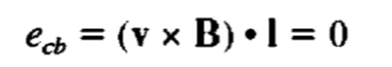 e_cb = (v × B) • l = 0